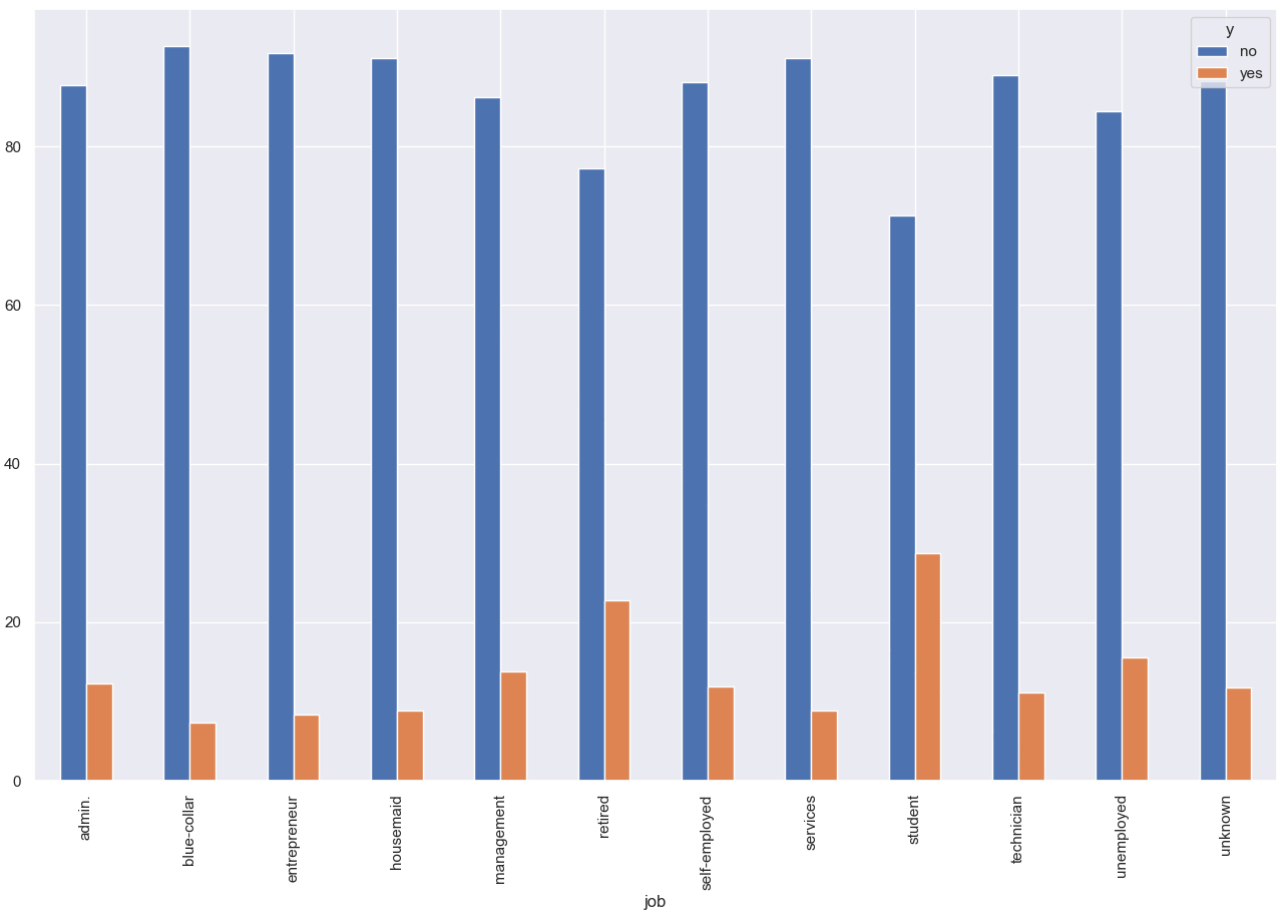 y
no
yes
80
60
40
20
0
admin.
blue-collar
entrepreneur
housemaid
management
retired
self-employed
services
student
technician
unemployed
unknown
job